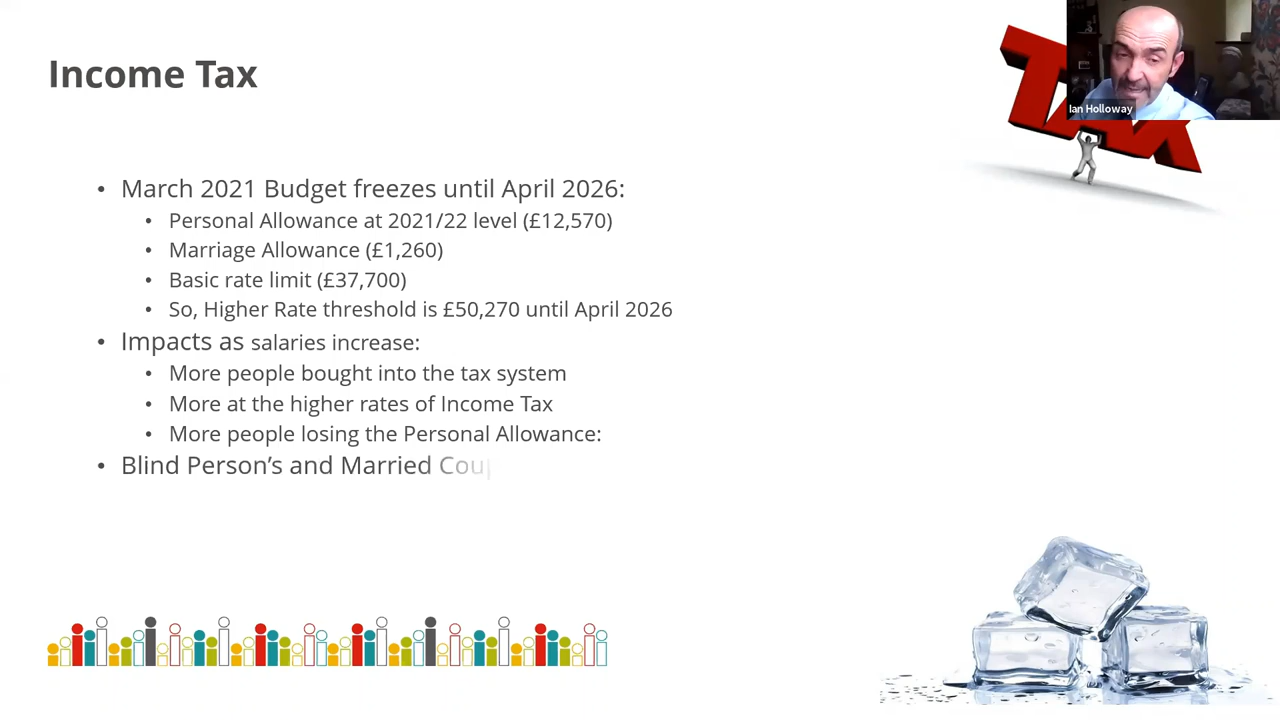 Income Tax
TAX
Ian Holloway
• March 2021 Budget freezes until April 2026:
• Personal Allowance at 2021/22 level (£12,570)
• Marriage Allowance (£1,260)
• Basic rate limit (£37,700)
• So, Higher Rate threshold is £50,270 until April 2026
• Impacts as salaries increase:
• More people bought into the tax system
• More at the higher rates of Income Tax
• More people losing the Personal Allowance:
• Blind Person’s and Married Coup